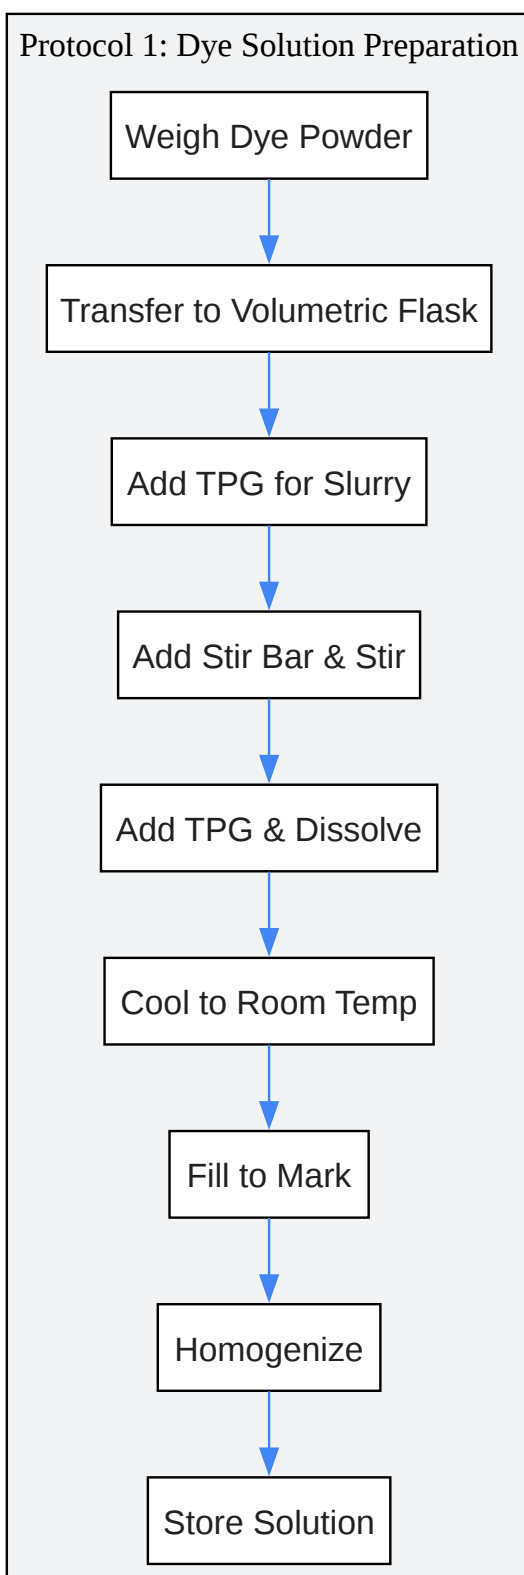 Protocol 1: Dye Solution Preparation
Weigh Dye Powder
Transfer to Volumetric Flask
Add TPG for Slurry
Add Stir Bar & Stir
Add TPG & Dissolve
Cool to Room Temp
Fill to Mark
Homogenize
Store Solution